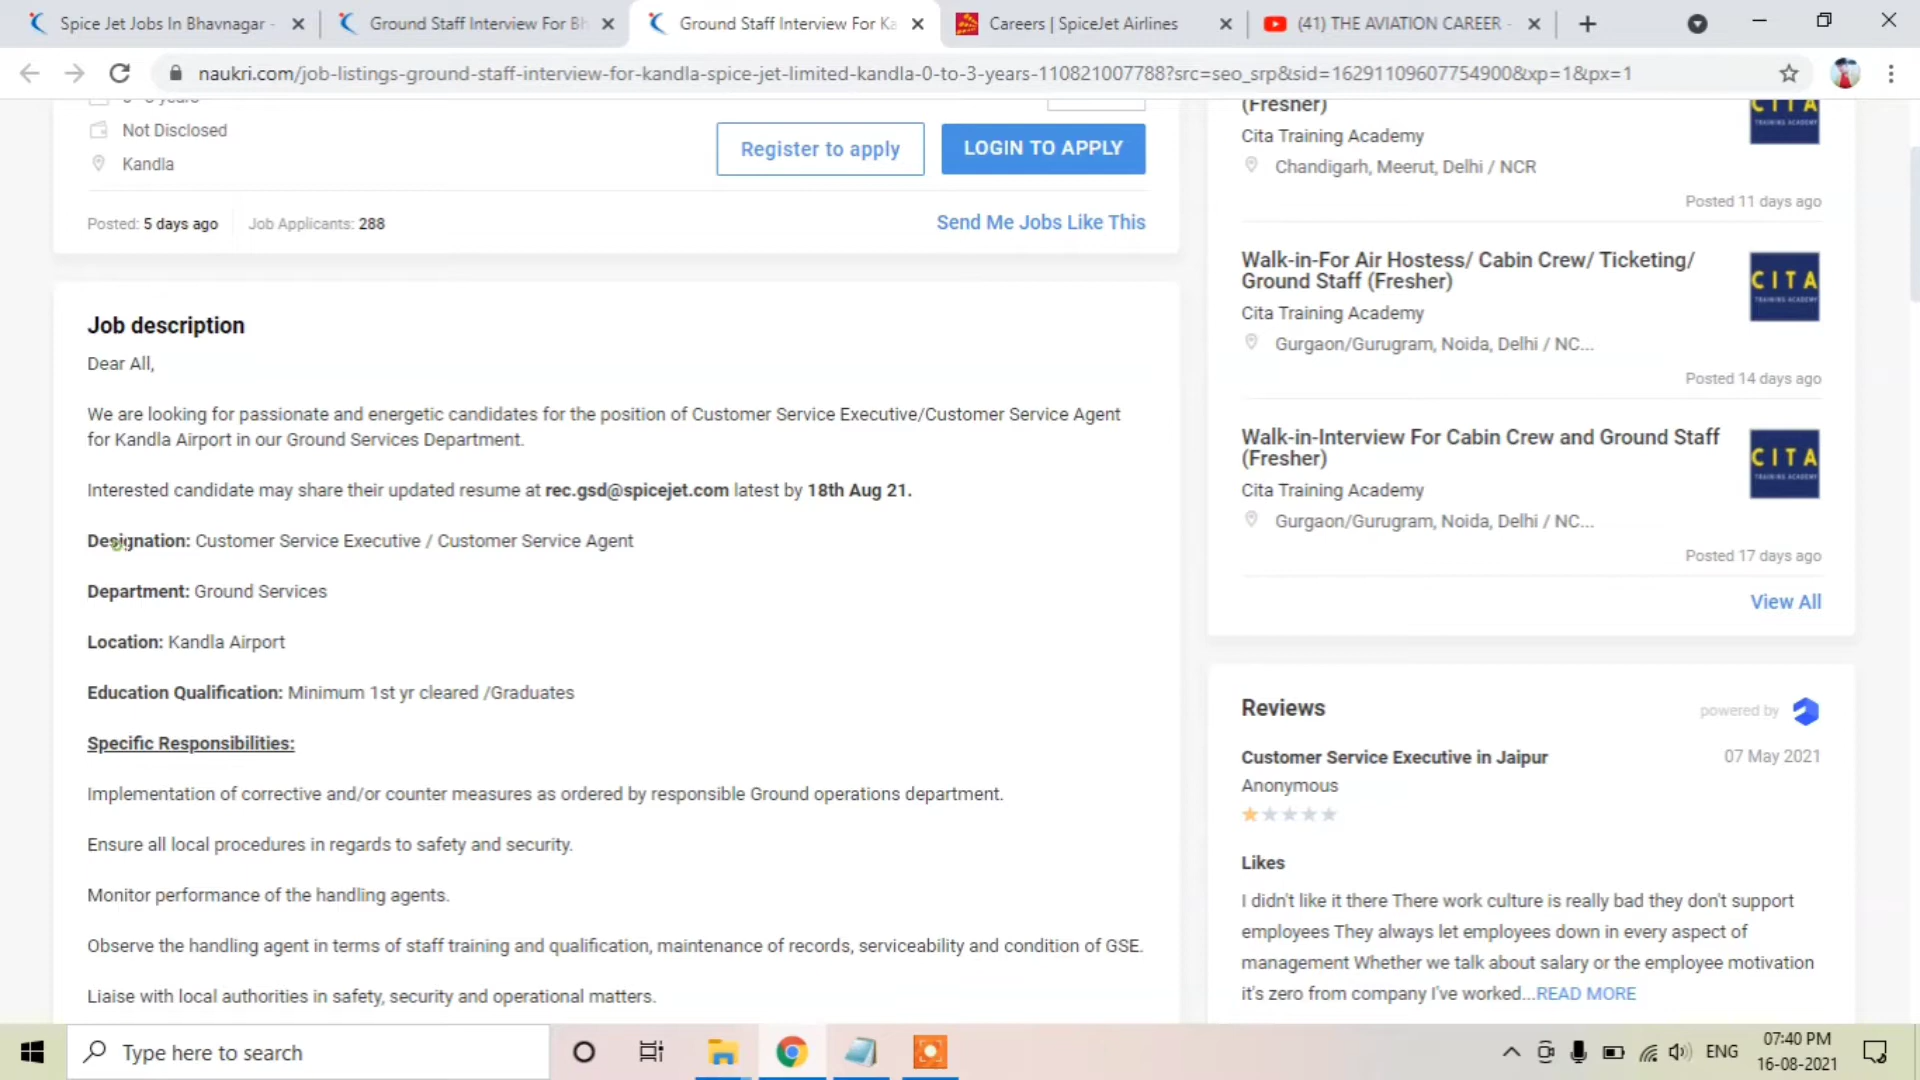 Spice Jet Jobs In Bhavnagar -
Ground Staff Interview For Bh
Ground Staff Interview For Ka
Careers | SpiceJet Airlines
(41) THE AVIATION CAREER -
naukri.com/job-listings-ground-staff-interview-for-kandla-spice-jet-limited-kandla-0-to-3-years-110821007788?src=seo_srp&sid=16291109607754900&xp=1&px=1
Not Disclosed
Kandla
Register to apply
LOGIN TO APPLY
Posted: 5 days ago
Job Applicants: 288
Send Me Jobs Like This
Job description
Dear All,
We are looking for passionate and energetic candidates for the position of Customer Service Executive/Customer Service Agent
for Kandla Airport in our Ground Services Department.
Interested candidate may share their updated resume at rec.gsd@spicejet.com latest by 18th Aug 21.
Designation: Customer Service Executive / Customer Service Agent
Department: Ground Services
Location: Kandla Airport
Education Qualification: Minimum 1st yr cleared /Graduates
Specific Responsibilities:
Implementation of corrective and/or counter measures as ordered by responsible Ground operations department.
Ensure all local procedures in regards to safety and security.
Monitor performance of the handling agents.
Observe the handling agent in terms of staff training and qualification, maintenance of records, serviceability and condition of GSE.
Liaise with local authorities in safety, security and operational matters.
(Fresher)
Cita Training Academy
Chandigarh, Meerut, Delhi / NCR
CITA
TRAINING ACADEMY
Posted 11 days ago
Walk-in-For Air Hostess/ Cabin Crew/ Ticketing/
Ground Staff (Fresher)
Cita Training Academy
Gurgaon/Gurugram, Noida, Delhi / NC...
CITA
TRAINING ACADEMY
Posted 14 days ago
Walk-in-Interview For Cabin Crew and Ground Staff
(Fresher)
Cita Training Academy
Gurgaon/Gurugram, Noida, Delhi / NC...
CITA
TRAINING ACADEMY
Posted 17 days ago
View All
Reviews
powered by
Customer Service Executive in Jaipur
07 May 2021
Anonymous
Likes
I didn't like it there There work culture is really bad they don't support
employees They always let employees down in every aspect of
management Whether we talk about salary or the employee motivation
it's zero from company I've worked...READ MORE
Type here to search
ENG
07:40 PM
16-08-2021